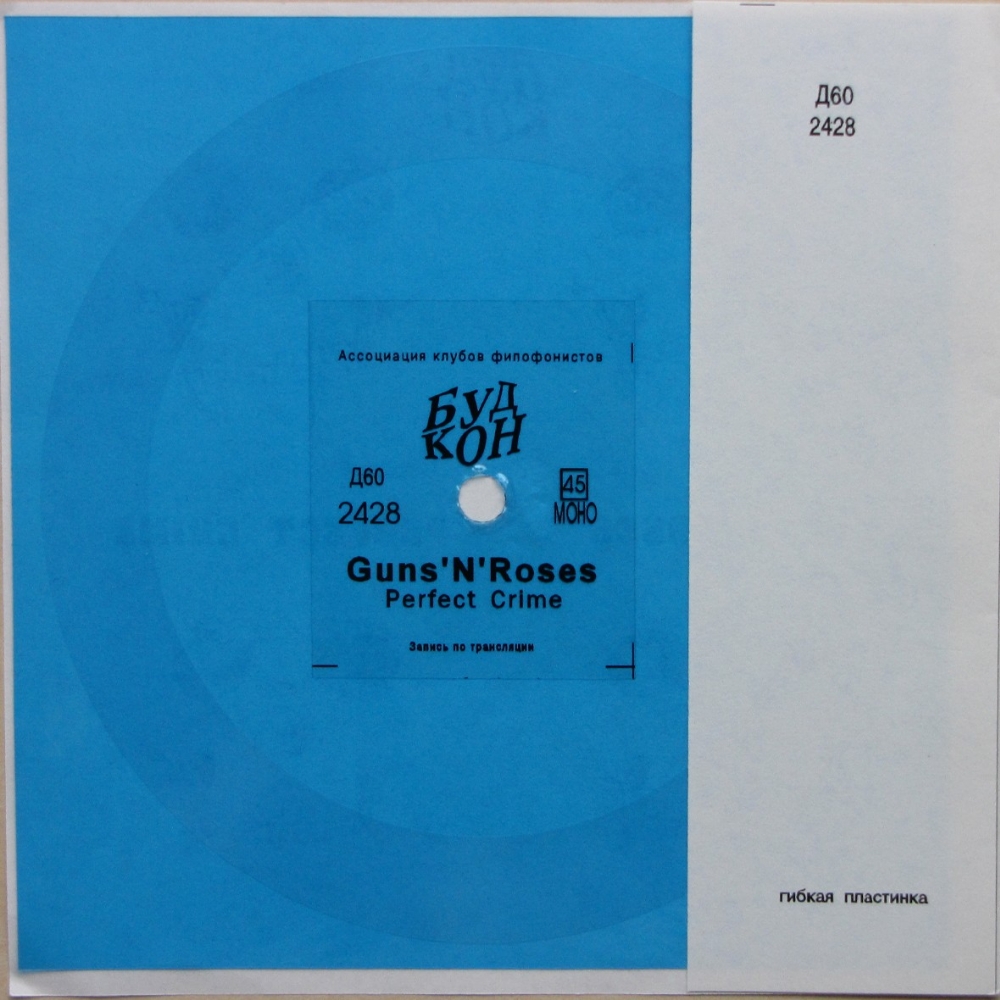 Ассоциация клубов филофонистов
БУД
КОН
Д60
2428
45
МОНО
Guns'N'Roses
Perfect Crime
Запись по трансляции
Д60
2428
гибкая пластинка